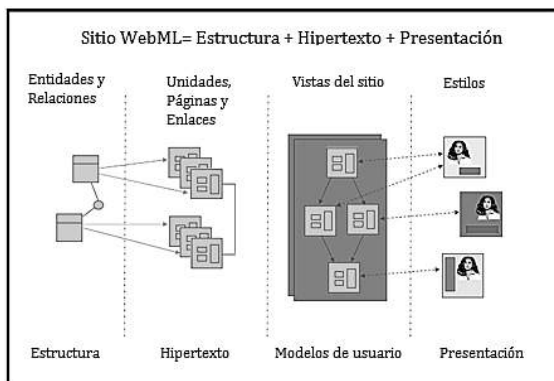 Sitio WebML= Estructura + Hipertexto + Presentación
Entidades y
Relaciones
Unidades,
Páginas y
Enlaces
Vistas del sitio
Estilos
Estructura
Hipertexto
Modelos de usuario
Presentación